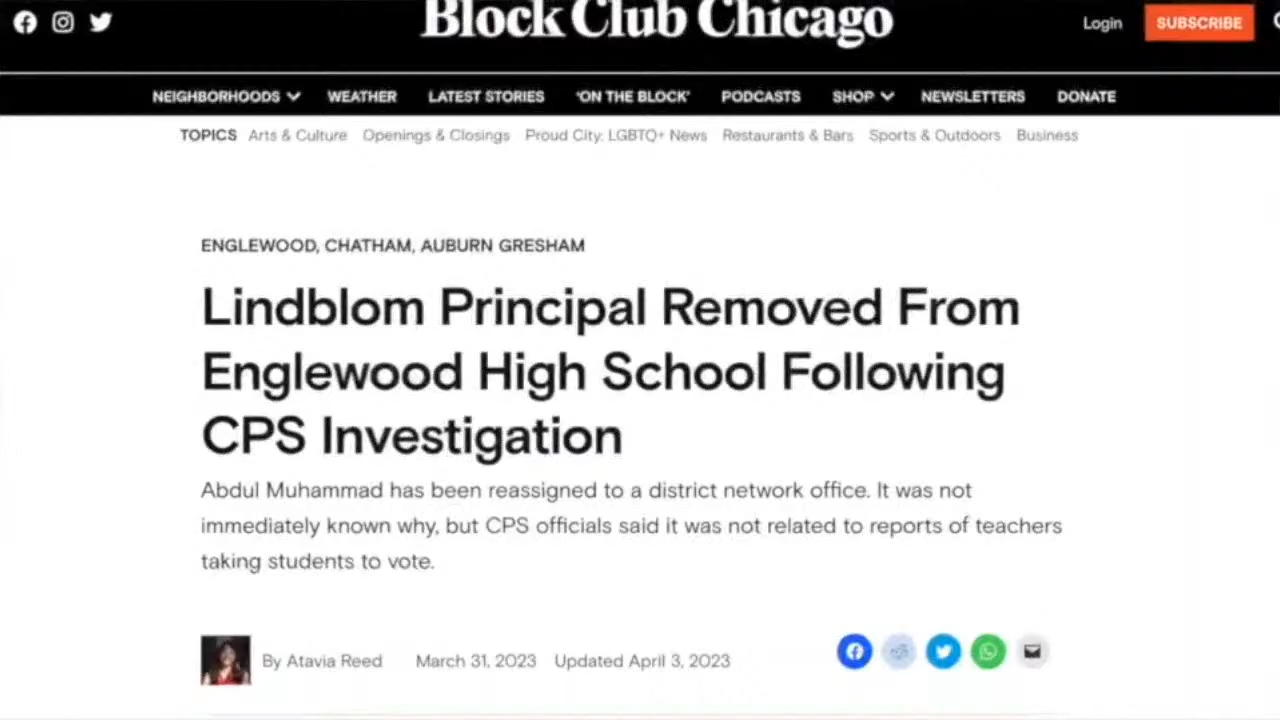 Block Club Chicago
Login
SUBSCRIBE
NEIGHBORHOODS WEATHER LATEST STORIES 'ON THE BLOCK' PODCASTS SHOP NEWSLETTERS DONATE
TOPICS Arts & Culture Openings & Closings Proud City: LGBTQ+ News Restaurants & Bars Sports & Outdoors Business
ENGLEWOOD, CHATHAM, AUBURN GRESHAM
Lindblom Principal Removed From
Englewood High School Following
CPS Investigation
Abdul Muhammad has been reassigned to a district network office. It was not
immediately known why, but CPS officials said it was not related to reports of teachers
taking students to vote.
By Atavia Reed March 31, 2023 Updated April 3, 2023